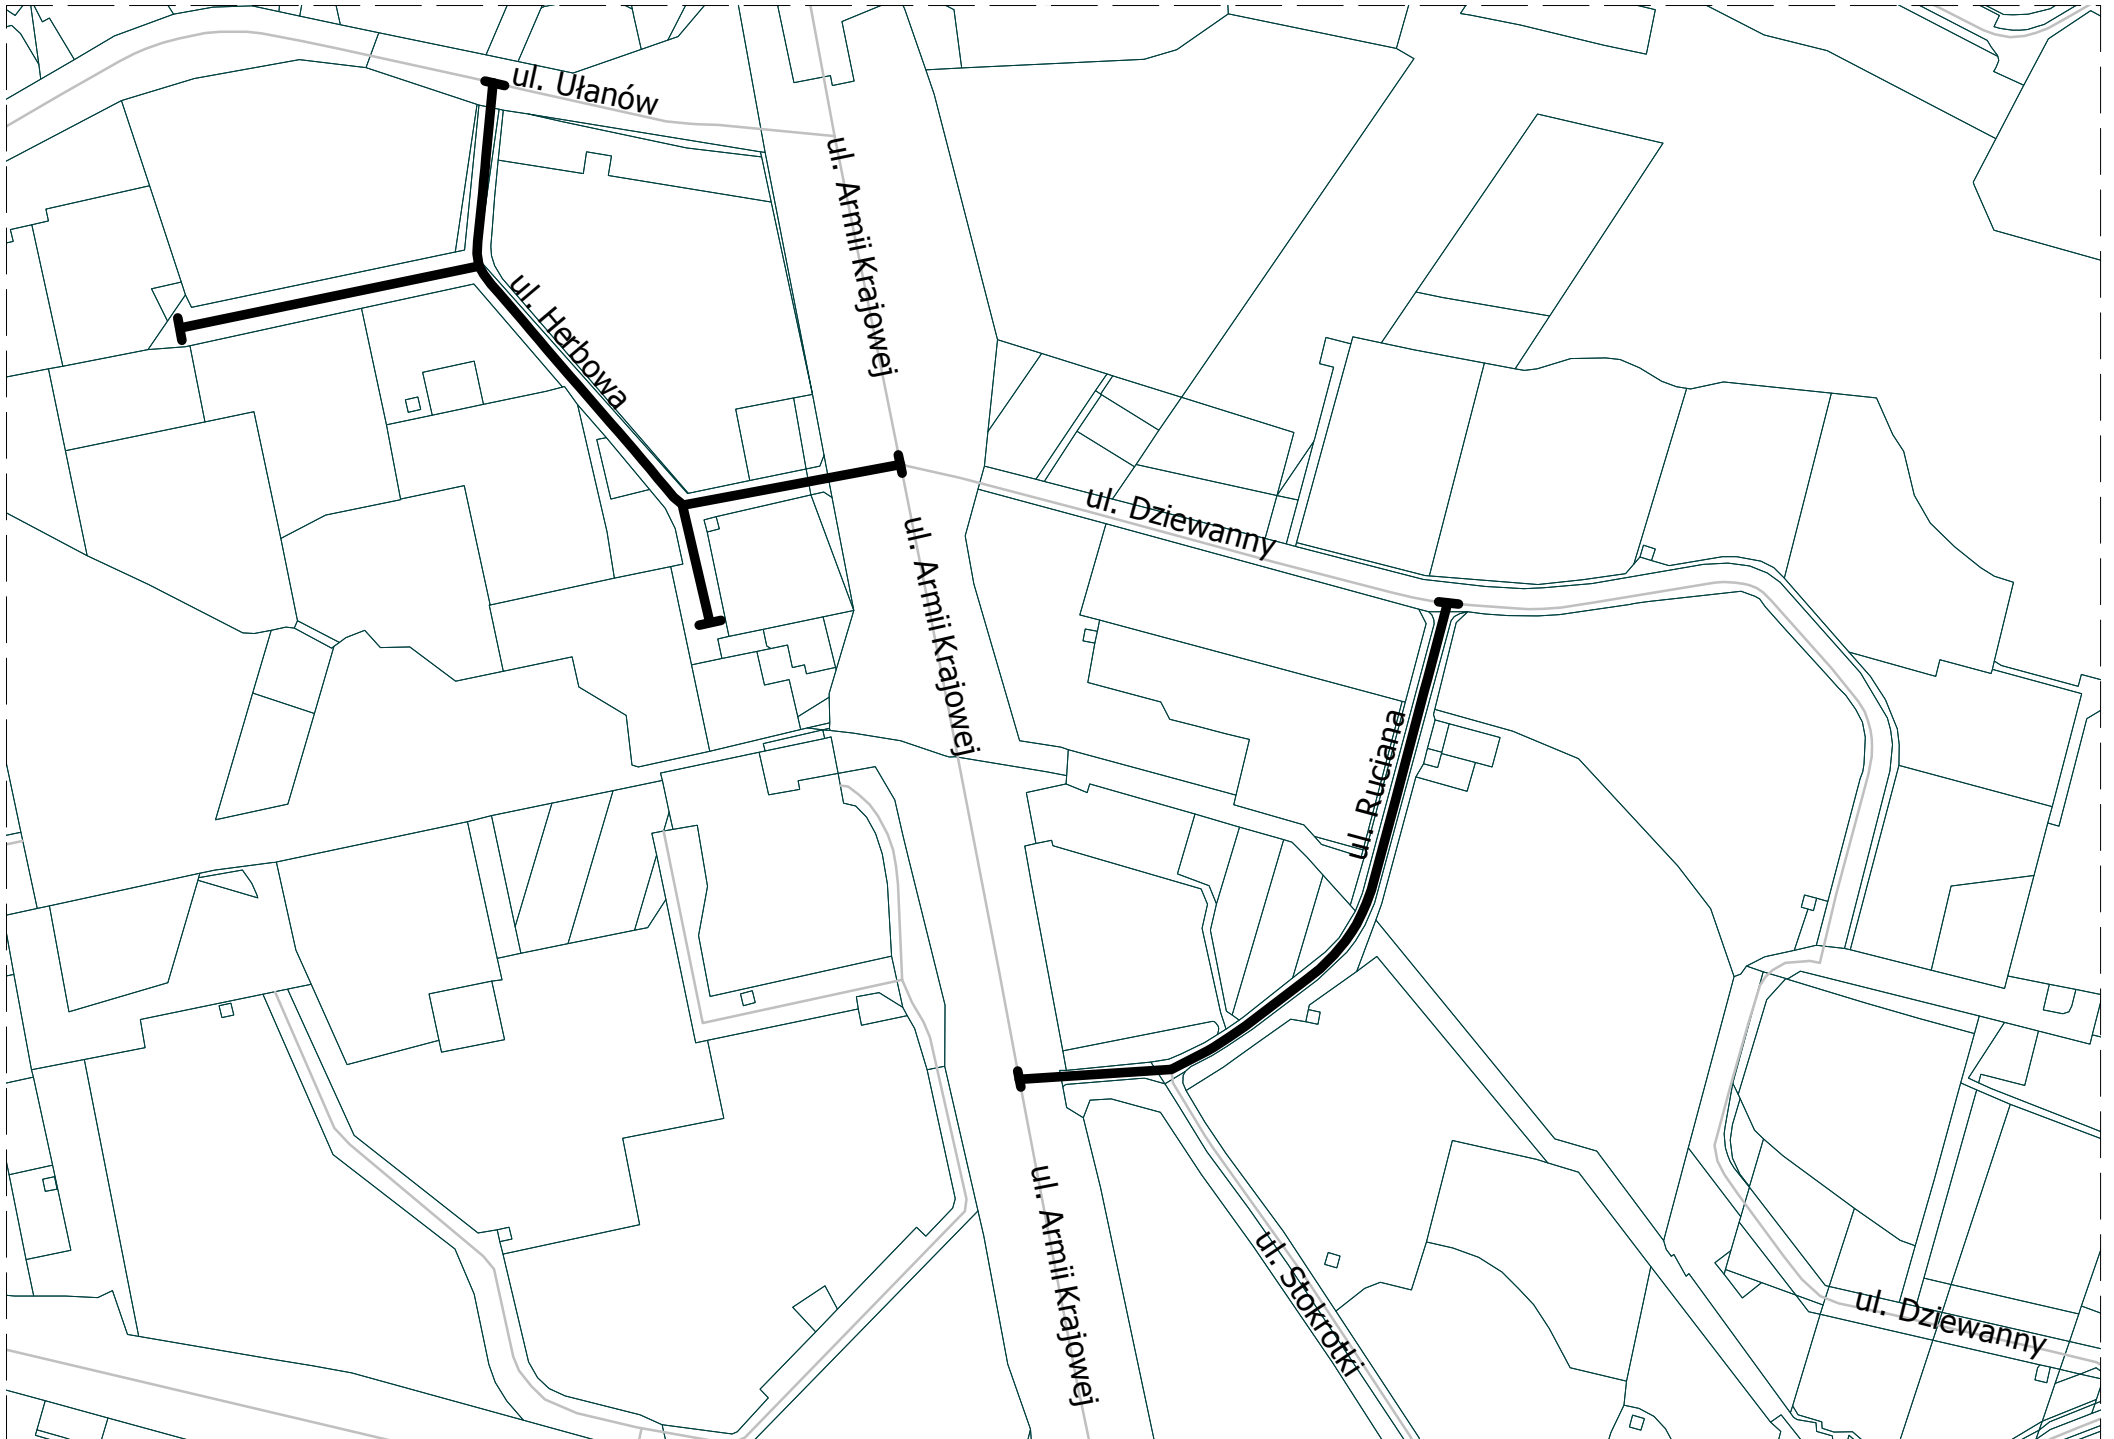 ul. Ułanów
ul. Armii Krajowej
ul. Herbowa
ul. Dziewanny
ul. Armii Krajowej
ul. Ruciana
ul. Armii Krajowej
ul. Stokrotki
ul. Dziewanny